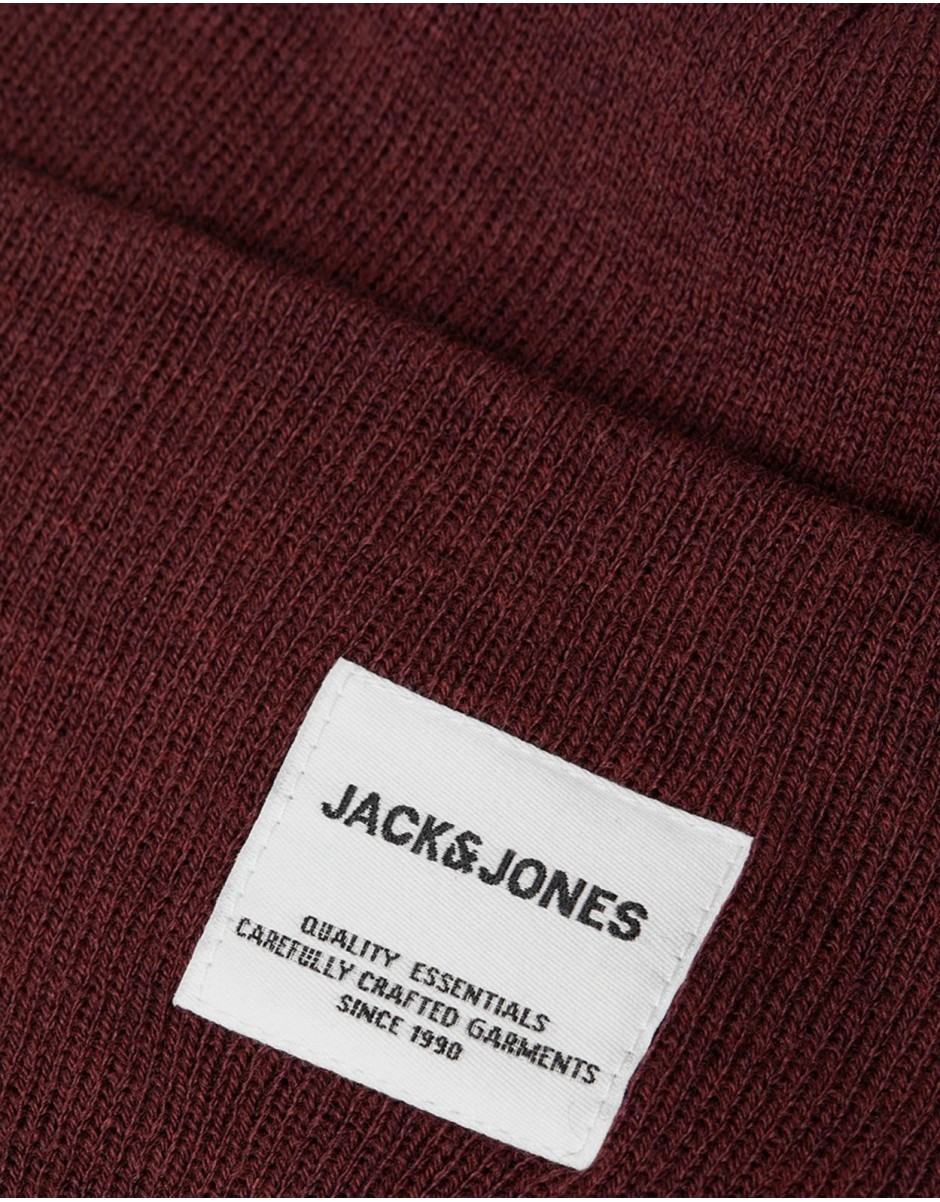 JACK&JONES
QUALITY ESSENTIALS
CAREFULLY CRAFTED GARMENTS
SINCE 1990